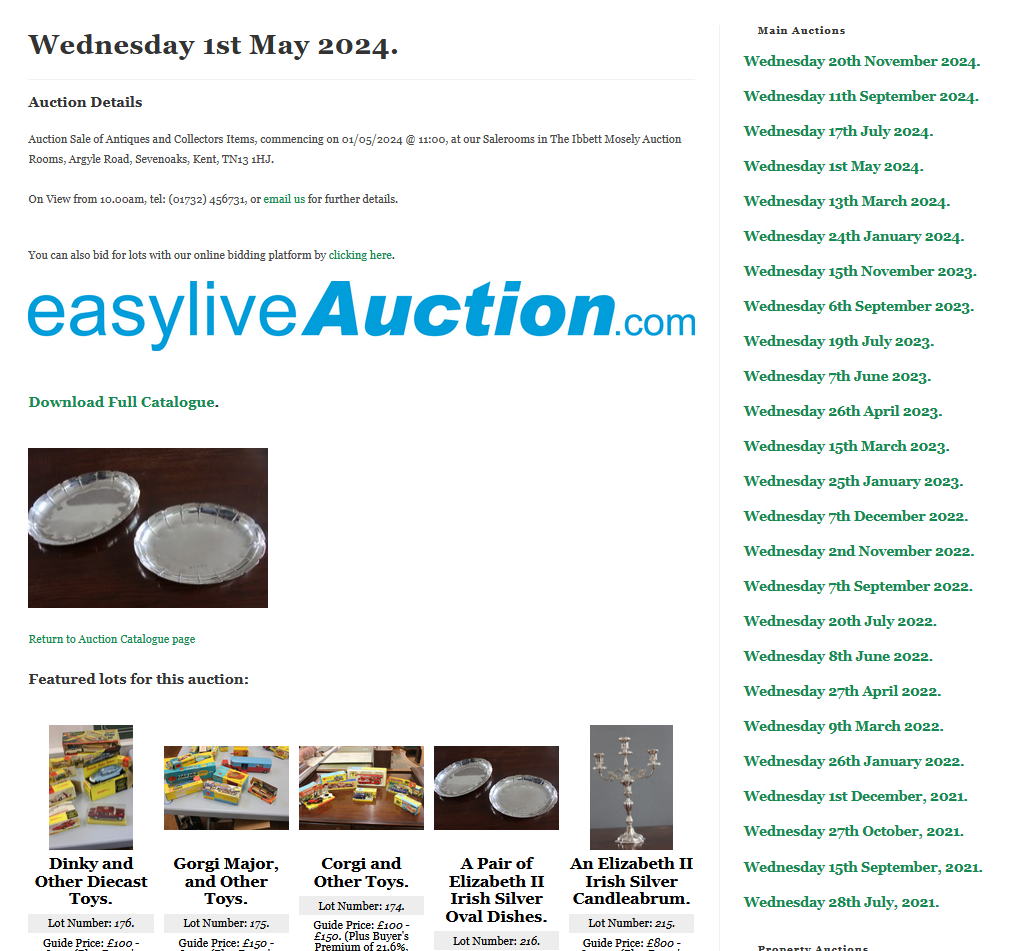 Wednesday 1st May 2024.
Auction Details
Auction Sale of Antiques and Collectors Items, commencing on 01/05/2024 @ 11:00, at our Salerooms in The Ibbett Mosely Auction
Rooms, Argyle Road, Sevenoaks, Kent, TN13 1HJ.
On View from 10.00am, tel: (01732) 456731, or email us for further details.
You can also bid for lots with our online bidding platform by clicking here.
easyliveAuction.com
Download Full Catalogue.
Return to Auction Catalogue page
Featured lots for this auction:
Dinky and
Other Diecast
Toys.
Lot Number: 176.
Guide Price: £100 -
Gorgi Major,
and Other
Toys.
Lot Number: 175.
Guide Price: £150 -
Corgi and
Other Toys.
Lot Number: 174.
Guide Price: £100 -
£150. (Plus Buyer's
Premium of 21.6%,
A Pair of
Elizabeth II
Irish Silver
Oval Dishes.
Lot Number: 216.
An Elizabeth II
Irish Silver
Candleabrum.
Lot Number: 215.
Guide Price: £800 -
Main Auctions
Wednesday 20th November 2024.
Wednesday 11th September 2024.
Wednesday 17th July 2024.
Wednesday 1st May 2024.
Wednesday 13th March 2024.
Wednesday 24th January 2024.
Wednesday 15th November 2023.
Wednesday 6th September 2023.
Wednesday 19th July 2023.
Wednesday 7th June 2023.
Wednesday 26th April 2023.
Wednesday 15th March 2023.
Wednesday 25th January 2023.
Wednesday 7th December 2022.
Wednesday 2nd November 2022.
Wednesday 7th September 2022.
Wednesday 20th July 2022.
Wednesday 8th June 2022.
Wednesday 27th April 2022.
Wednesday 9th March 2022.
Wednesday 26th January 2022.
Wednesday 1st December, 2021.
Wednesday 27th October, 2021.
Wednesday 15th September, 2021.
Wednesday 28th July, 2021.
Property Auctions